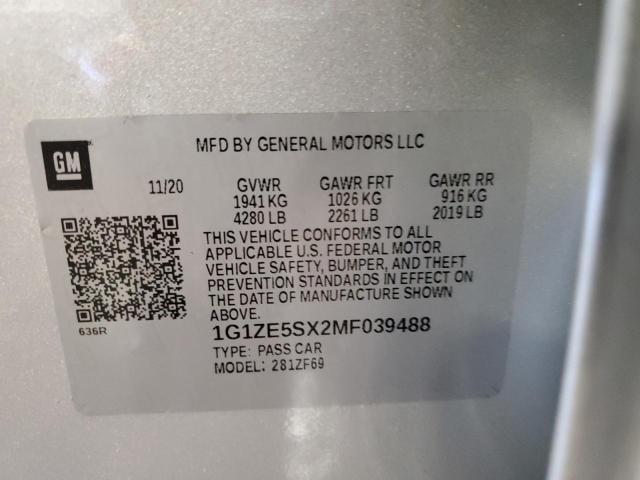 GM
MFD BY GENERAL MOTORS LLC
11/20 GVWR GAWR FRT GAWR RR
1941 KG 1026 KG 916 KG
4280 LB 2261 LB 2019 LB
THIS VEHICLE CONFORMS TO ALL
APPLICABLE U.S. FEDERAL MOTOR
VEHICLE SAFETY, BUMPER, AND THEFT
PREVENTION STANDARDS IN EFFECT ON
THE DATE OF MANUFACTURE SHOWN
ABOVE.
636R
1G1ZE5SX2MF039488
TYPE: PASS CAR
MODEL: 281ZF69